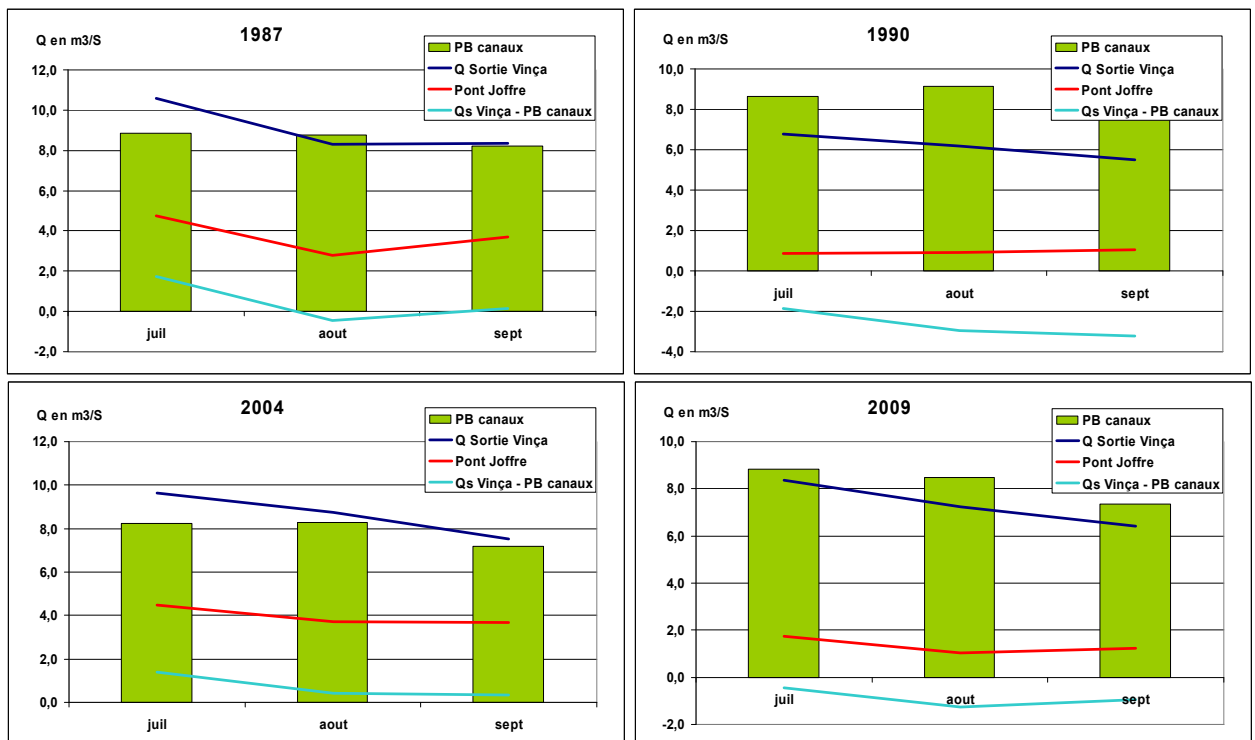 Q en m3/S
1987
PB canaux
Q Sortie Vinça
Pont Joffre
Qs Vinça - PB canaux
12,0
10,0
8,0
6,0
4,0
2,0
0,0
-2,0
juil
aout
sept
Q en m3/S
1990
PB canaux
Q Sortie Vinça
Pont Joffre
Qs Vinça - PB canaux
10,0
8,0
6,0
4,0
2,0
0,0
-2,0
-4,0
juil
aout
sept
Q en m3/S
2004
PB canaux
Q Sortie Vinça
Pont Joffre
Qs Vinça - PB canaux
12,0
10,0
8,0
6,0
4,0
2,0
0,0
juil
aout
sept
Q en m3/S
2009
PB canaux
Q Sortie Vinça
Pont Joffre
Qs Vinça - PB canaux
10,0
8,0
6,0
4,0
2,0
0,0
-2,0
juil
aout
sept